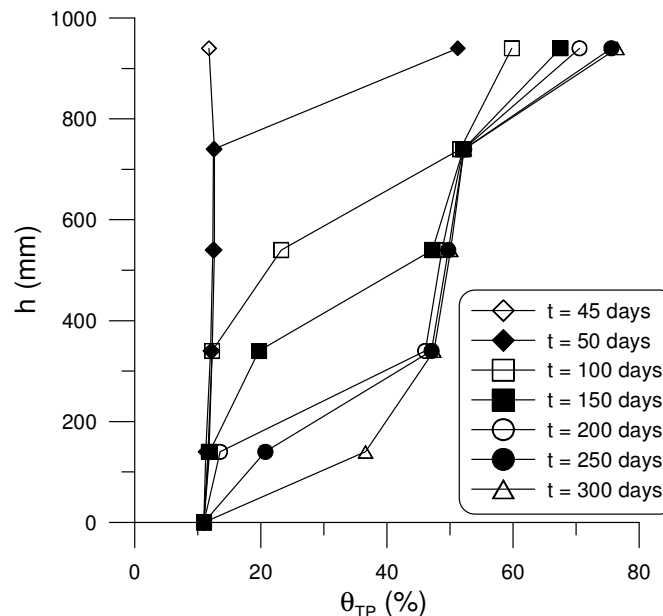 1000
800
600
400
200
0
h (mm)
0 20 40 60 80
θTP (%)
t = 45 days
t = 50 days
t = 100 days
t = 150 days
t = 200 days
t = 250 days
t = 300 days